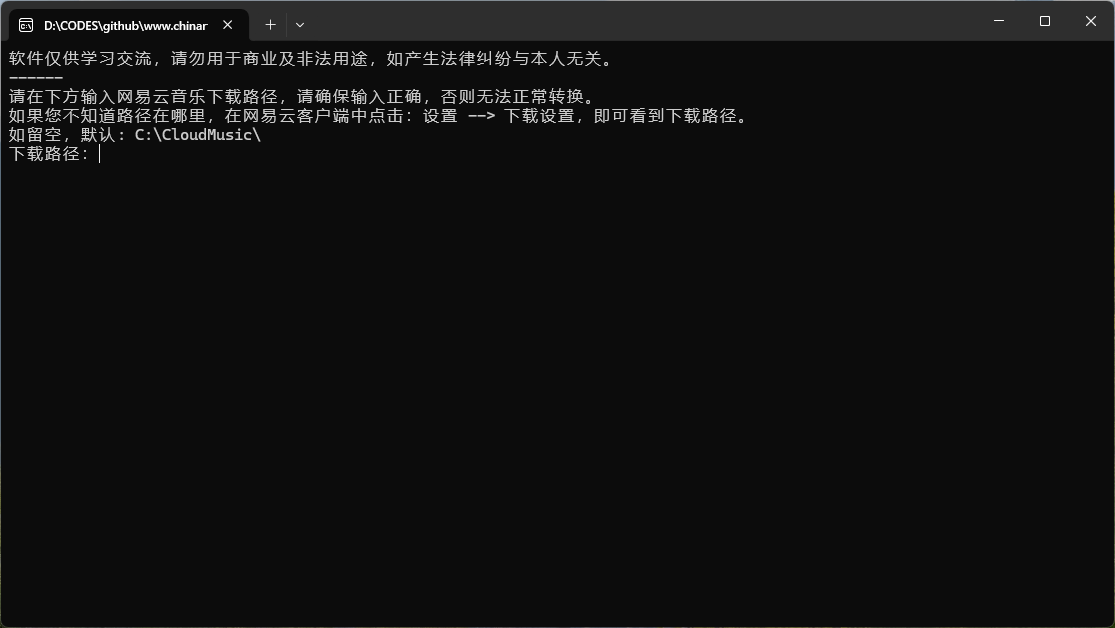 D:\CODES\github\www.chinar
软件仅供学习交流，请勿用于商业及非法用途，如产生法律纠纷与本人无关。
------
请在下方输入网易云音乐下载路径，请确保输入正确，否则无法正常转换。
如果您不知道路径在哪里，在网易云客户端中点击：设置 --> 下载设置，即可看到下载路径。
如留空，默认：C:\CloudMusic\
下载路径：